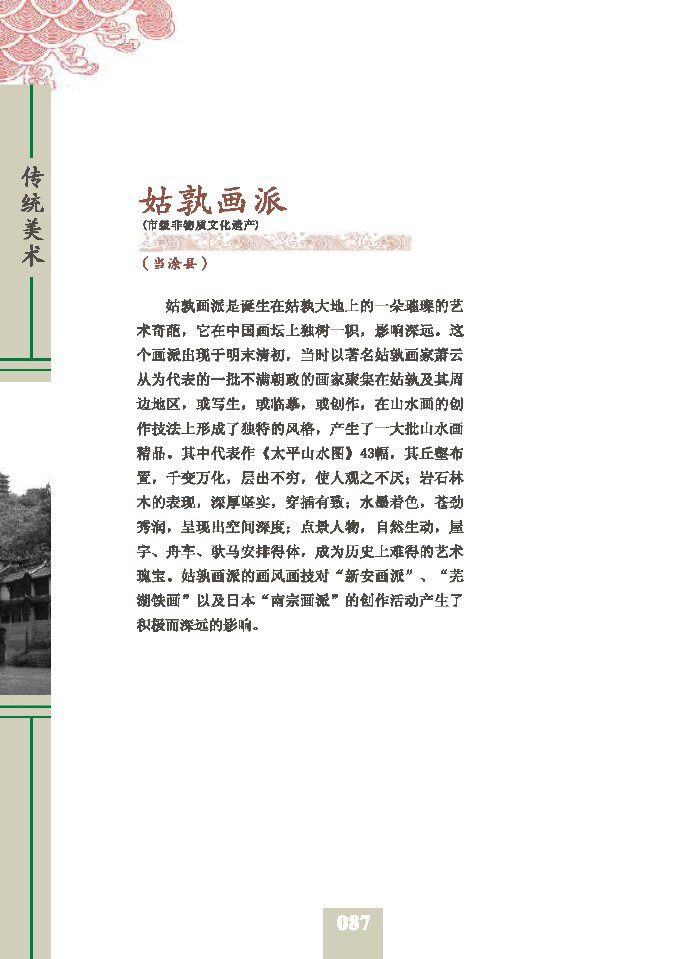 传统美术
姑孰画派
(市级非物质文化遗产)
（当涂县）
姑孰画派是诞生在姑孰大地上的一朵璀璨的艺
术奇葩，它在中国画坛上独树一帜，影响深远。这
个画派出现于明末清初，当时以著名姑孰画家萧云
从为代表的一批不满朝政的画家聚集在姑孰及其周
边地区，或写生，或临摹，或创作，在山水画的创
作技法上形成了独特的风格，产生了一大批山水画
精品。其中代表作《太平山水图》43幅，其丘壑布
置，千变万化，层出不穷，使人观之不厌；岩石林
木的表现，深厚坚实，穿插有致；水墨着色，苍劲
秀润，呈现出空间深度；点景人物，自然生动，屋
宇、舟车、驮马安排得体，成为历史上难得的艺术
瑰宝。姑孰画派的画风画技对“新安画派”、“芜
湖铁画”以及日本“南宗画派”的创作活动产生了
积极而深远的影响。
087